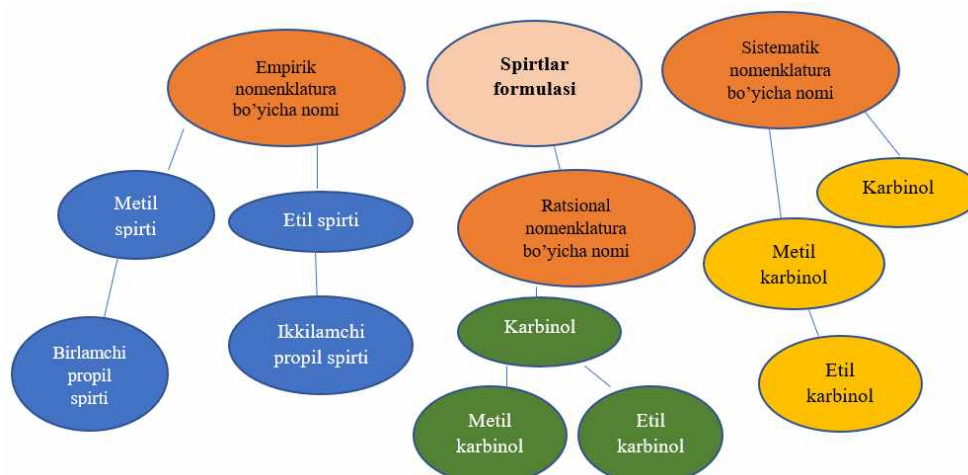 Empirik
nomenklatura
bo’yicha nomi
Spirtlar
formulasi
Sistematik
nomenklatura
bo’yicha nomi
Metil
spirti
Etil spirti
Ratsional
nomenklatura
bo’yicha nomi
Karbinol
Metil
karbinol
Birlamchi
propil
spirti
Ikkilamchi
propil spirti
Karbinol
Etil
karbinol
Metil
karbinol
Etil
karbinol